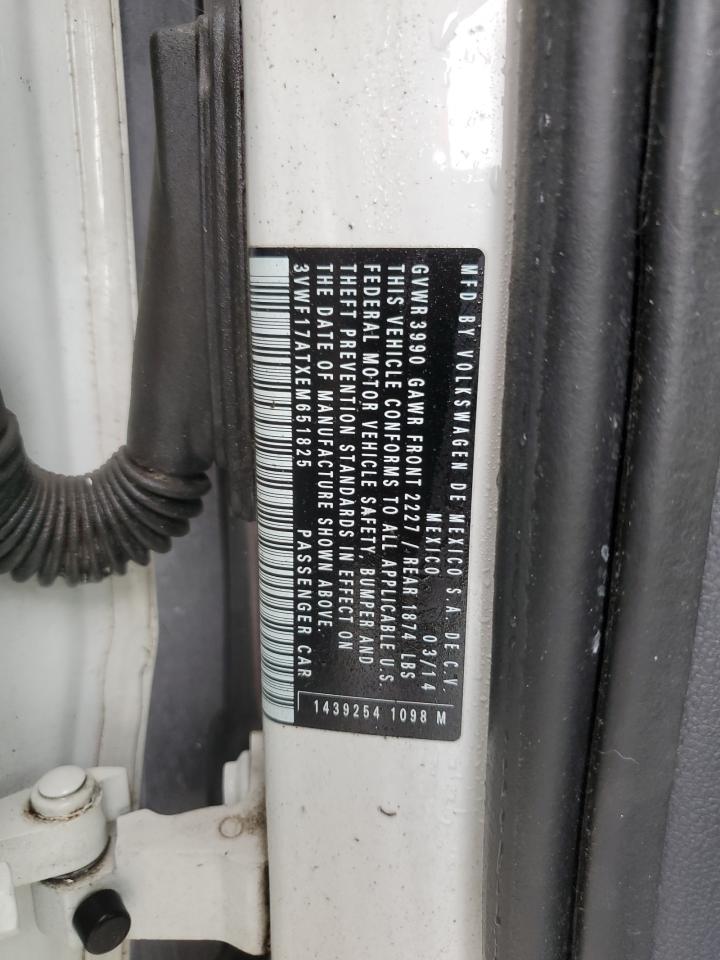 MFD BY VOLKSWAGEN DE MEXICO S.A. DE C.V.
MEXICO 03/14
GVWR3990 GAWR FRONT 2227/REAR 1874 LBS
THIS VEHICLE CONFORMS TO ALL APPLICABLE U.S.
FEDERAL MOTOR VEHICLE SAFETY, BUMPER AND
THEFT PREVENTION STANDARDS IN EFFECT ON
THE DATE OF MANUFACTURE SHOWN ABOVE
3VWF17ATXEM651825 PASSENGER CAR
1439254 1098 M